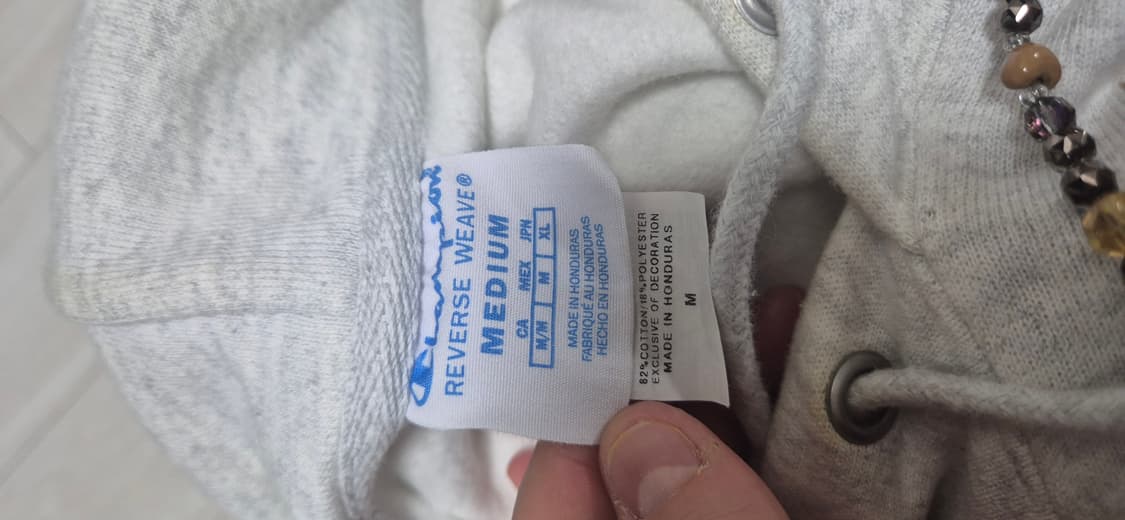 Champion
REVERSE WEAVE®
MEDIUM
CA MEX JPN
M/M M XL
MADE IN HONDURAS
FABRIQUÉ AU HONDURAS
HECHO EN HONDURAS
82%COTTON/18%POLYESTER
EXCLUSIVE OF DECORATION
MADE IN HONDURAS
M